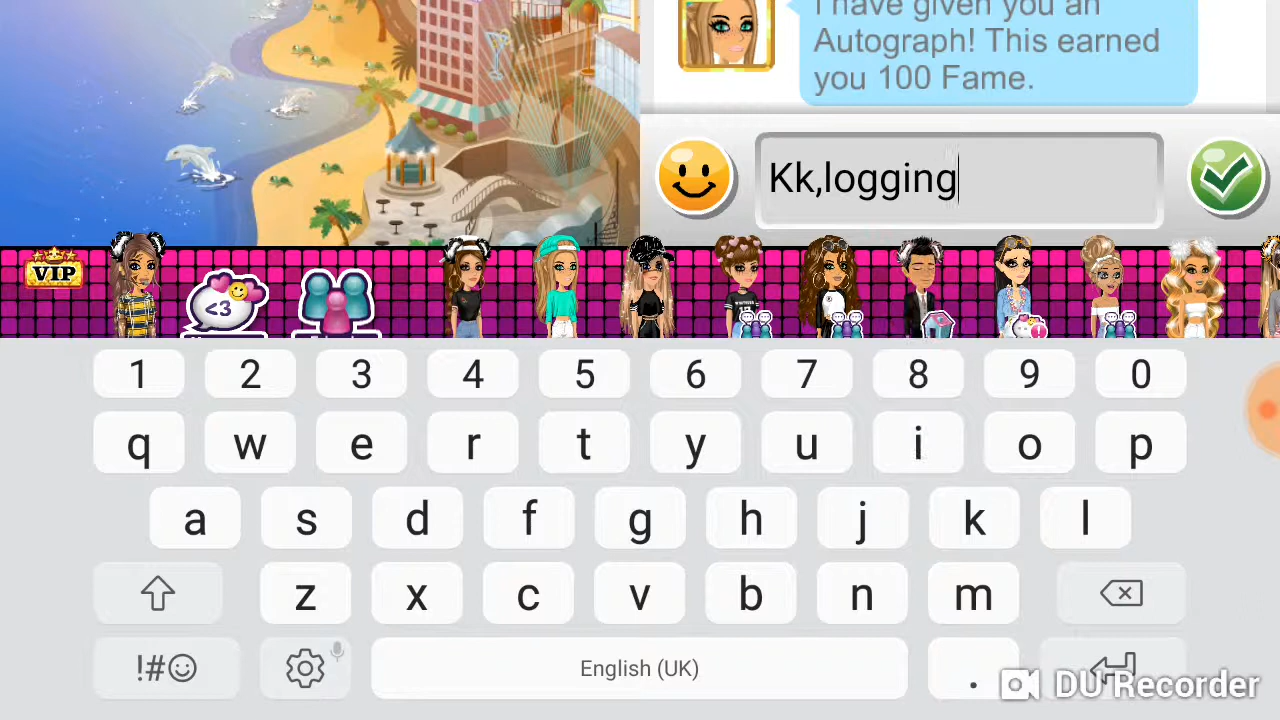 I have given you an
Autograph! This earned
you 100 Fame.
Kk,logging
VIP
<3
1 2 3 4 5 6 7 8 9 0
q w e r t y u i o p
a s d f g h j k l
z x c v b n m
!#☺ English (UK) .
DU Recorder